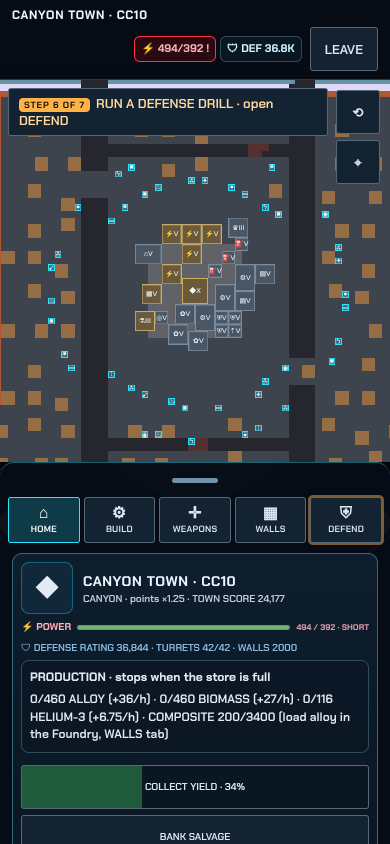 CANYON TOWN · CC10
⚡ 494/392 !
DEF 36.8K
LEAVE
STEP 6 OF 7 RUN A DEFENSE DRILL · open
DEFEND
HOME
BUILD
WEAPONS
WALLS
DEFEND
CANYON TOWN · CC10
CANYON · points ×1.25 · TOWN SCORE 24,177
⚡ POWER
494 / 392 · SHORT
DEFENSE RATING 36,844 · TURRETS 42/42 · WALLS 2000
PRODUCTION · stops when the store is full
0/460 ALLOY (+36/h) · 0/460 BIOMASS (+27/h) · 0/116
HELIUM-3 (+6.75/h) · COMPOSITE 200/3400 (load alloy in
the Foundry, WALLS tab)
COLLECT YIELD · 34%
BANK SALVAGE